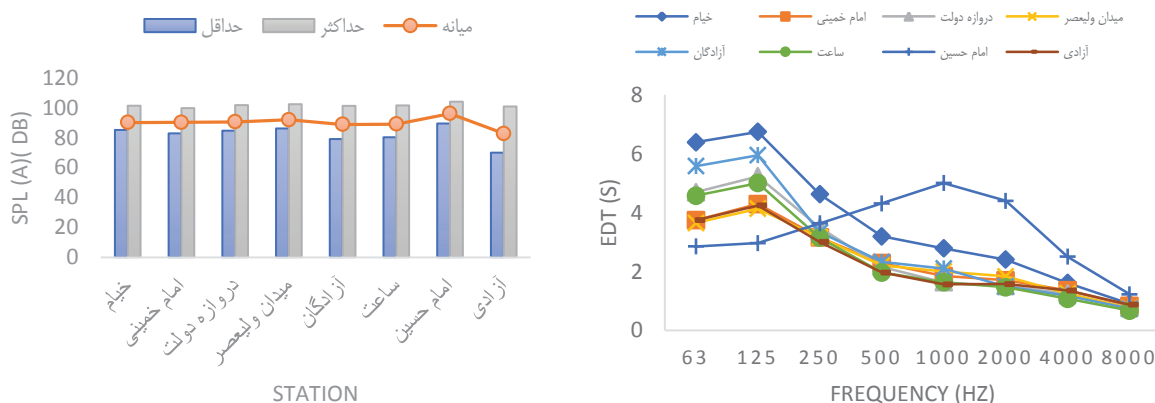 حداقل حداکثر میانه
SPL (A)( DB)
120
100
80
60
40
20
0
خیام
امام خمینی
دروازه دولت
میدان ولیعصر
آزادگان
ساعت
امام حسین
آزادی
STATION
خیام امام خمینی دروازه دولت میدان ولیعصر
آزادگان ساعت امام حسین آزادی
EDT (S)
8
6
4
2
0
63 125 250 500 1000 2000 4000 8000
FREQUENCY (HZ)